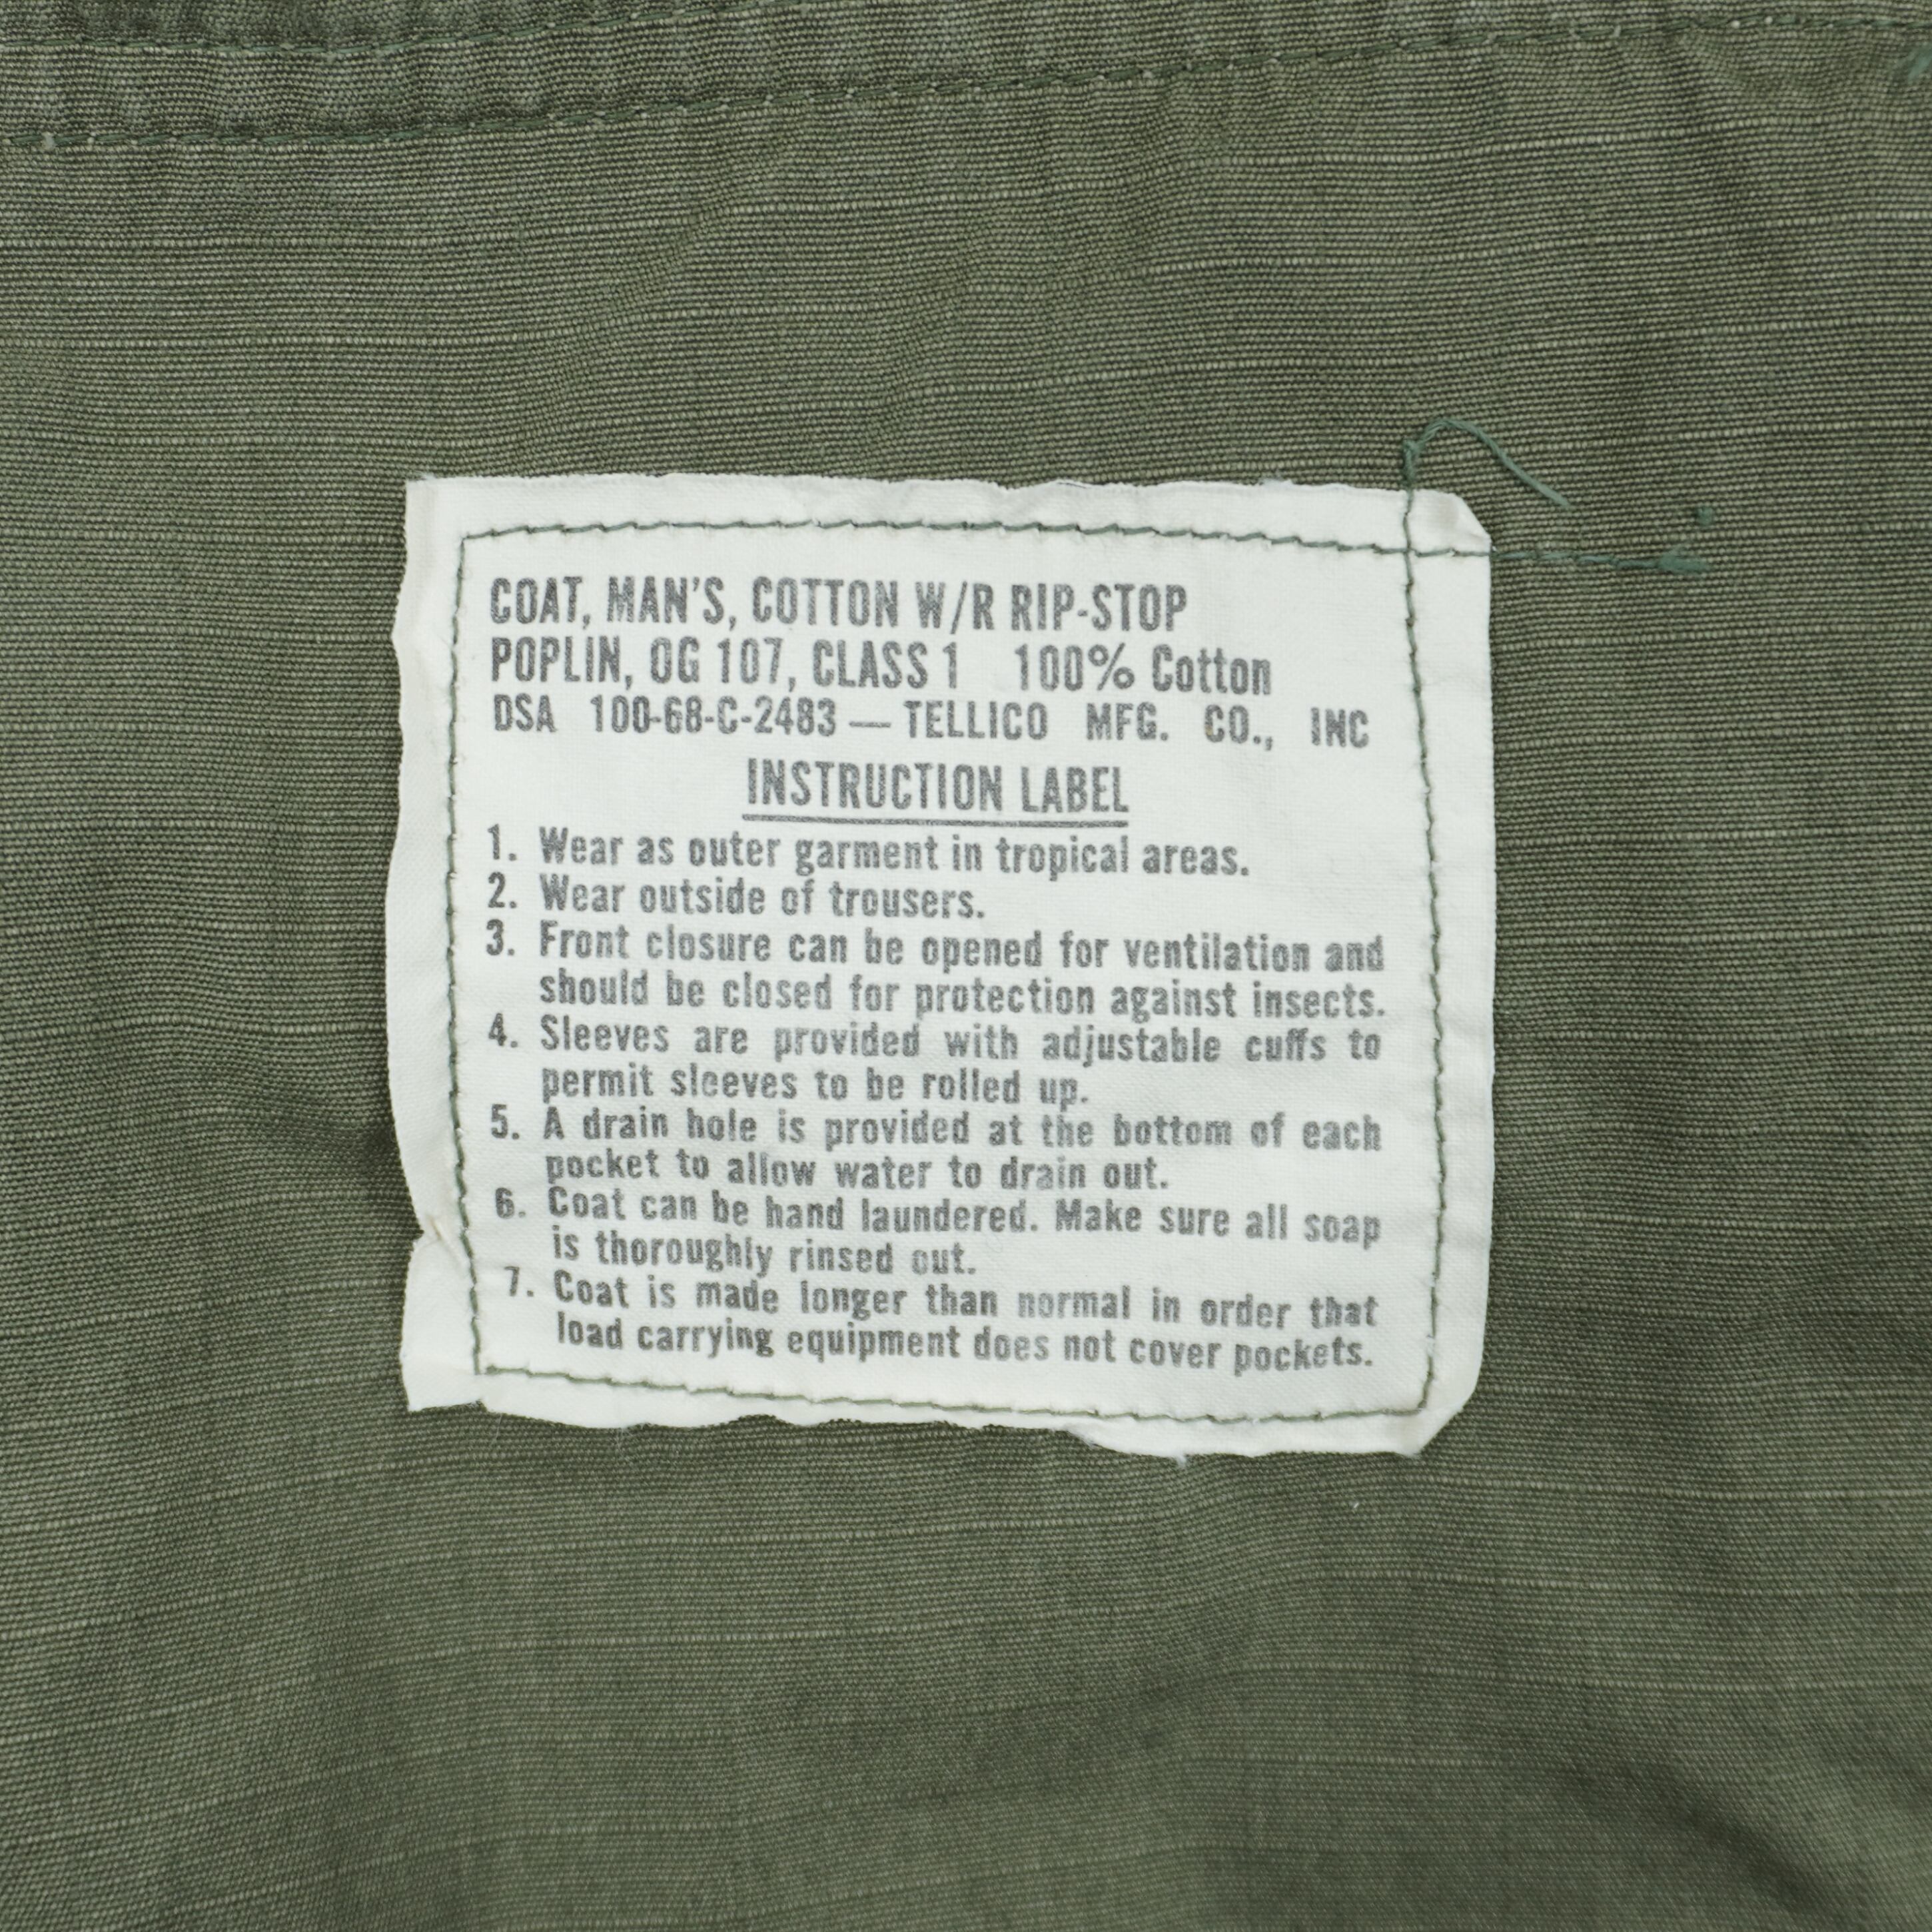 COAT, MAN'S, COTTON W/R RIP-STOP
POPLIN, OG 107, CLASS 1 100% Cotton
DSA 100-68-C-2483 — TELLICO MFG. CO., INC
INSTRUCTION LABEL
1. Wear as outer garment in tropical areas.
2. Wear outside of trousers.
3. Front closure can be opened for ventilation and
should be closed for protection against insects.
4. Sleeves are provided with adjustable cuffs to
permit sleeves to be rolled up.
5. A drain hole is provided at the bottom of each
pocket to allow water to drain out.
6. Coat can be hand laundered. Make sure all soap
is thoroughly rinsed out.
7. Coat is made longer than normal in order that
load carrying equipment does not cover pockets.